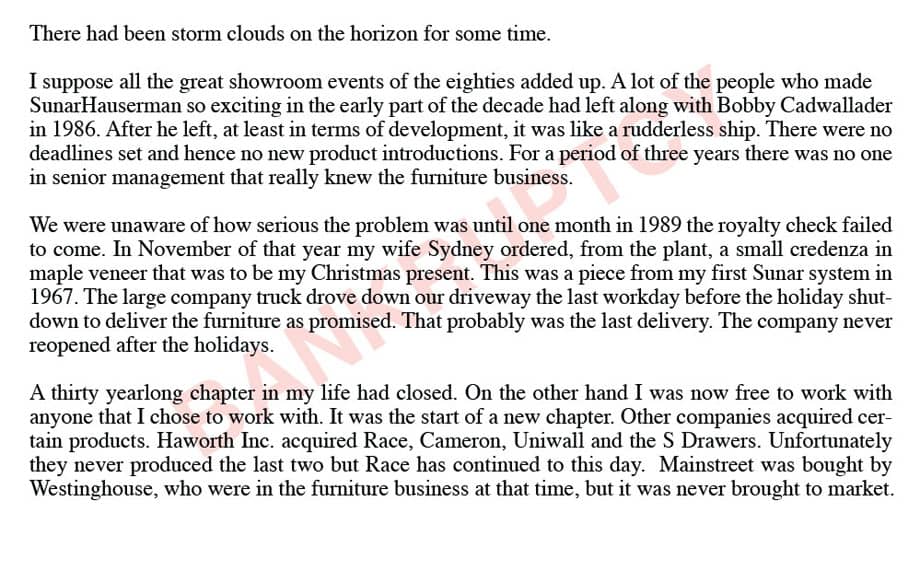 There had been storm clouds on the horizon for some time.
I suppose all the great showroom events of the eighties added up. A lot of the people who made
SunarHauserman so exciting in the early part of the decade had left along with Bobby Cadwallader
in 1986. After he left, at least in terms of development, it was like a rudderless ship. There were no
deadlines set and hence no new product introductions. For a period of three years there was no one
in senior management that really knew the furniture business.
We were unaware of how serious the problem was until one month in 1989 the royalty check failed
to come. In November of that year my wife Sydney ordered, from the plant, a small credenza in
maple veneer that was to be my Christmas present. This was a piece from my first Sunar system in
1967. The large company truck drove down our driveway the last workday before the holiday shut-
down to deliver the furniture as promised. That probably was the last delivery. The company never
reopened after the holidays.
A thirty yearlong chapter in my life had closed. On the other hand I was now free to work with
anyone that I chose to work with. It was the start of a new chapter. Other companies acquired cer-
tain products. Haworth Inc. acquired Race, Cameron, Uniwall and the S Drawers. Unfortunately
they never produced the last two but Race has continued to this day.  Mainstreet was bought by
Westinghouse, who were in the furniture business at that time, but it was never brought to market.
BANKRUPTCY